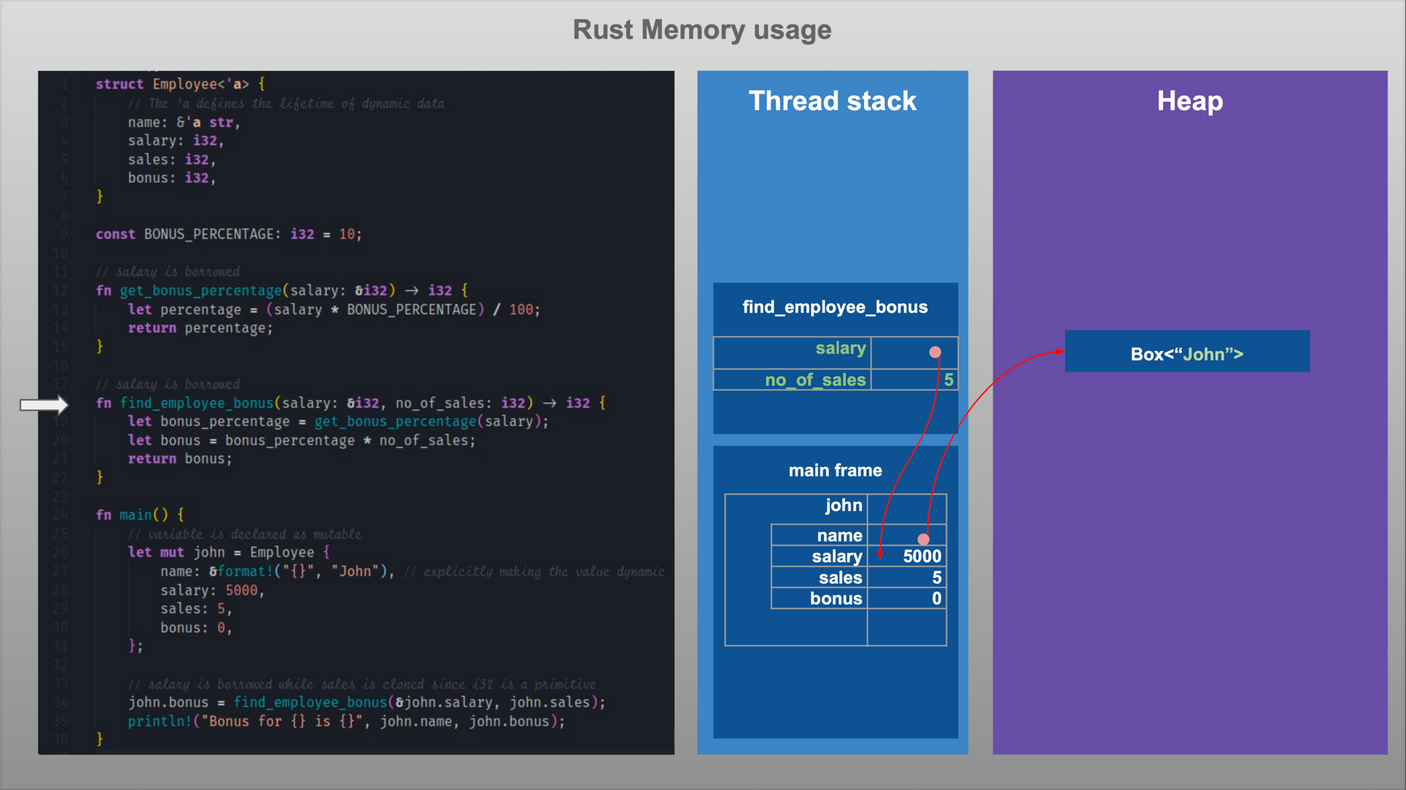 Rust Memory usage
1 struct Employee<'a> {
2 // The 'a defines the lifetime of dynamic data
3 name: &'a str,
4 salary: i32,
5 sales: i32,
6 bonus: i32,
7 }
8
9 const BONUS_PERCENTAGE: i32 = 10;
10
11 // salary is borrowed
12 fn get_bonus_percentage(salary: &i32) → i32 {
13 let percentage = (salary * BONUS_PERCENTAGE) / 100;
14 return percentage;
15 }
16
17 // salary is borrowed
fn find_employee_bonus(salary: &i32, no_of_sales: i32) → i32 {
19 let bonus_percentage = get_bonus_percentage(salary);
20 let bonus = bonus_percentage * no_of_sales;
21 return bonus;
22 }
23
24 fn main() {
25 // variable is declared as mutable
26 let mut john = Employee {
27 name: &format!("{}", "John"), // explicitly making the value dynamic
28 salary: 5000,
29 sales: 5,
30 bonus: 0,
31 };
32
33 // salary is borrowed while sales is cloned since i32 is a primitive
34 john.bonus = find_employee_bonus(&john.salary, john.sales);
35 println!("Bonus for {} is {}", john.name, john.bonus);
36 }
Thread stack
find_employee_bonus
salary
no_of_sales 5
main frame
john
name
salary 5000
sales 5
bonus 0
Heap
Box<“John”>